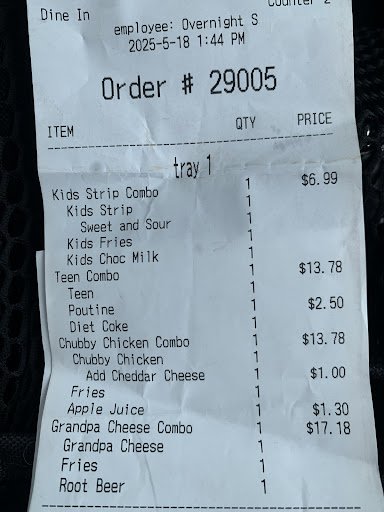 Counter 2
Dine In
employee: Overnight S
2025-5-18 1:44 PM
Order # 29005
ITEM QTY PRICE
tray 1
Kids Strip Combo 1 $6.99
Kids Strip 1
Sweet and Sour 1
Kids Fries 1
Kids Choc Milk 1
Teen Combo 1 $13.78
Teen 1
Poutine 1 $2.50
Diet Coke 1
Chubby Chicken Combo 1 $13.78
Chubby Chicken 1
Add Cheddar Cheese 1 $1.00
Fries 1
Apple Juice 1 $1.30
Grandpa Cheese Combo 1 $17.18
Grandpa Cheese 1
Fries 1
Root Beer 1